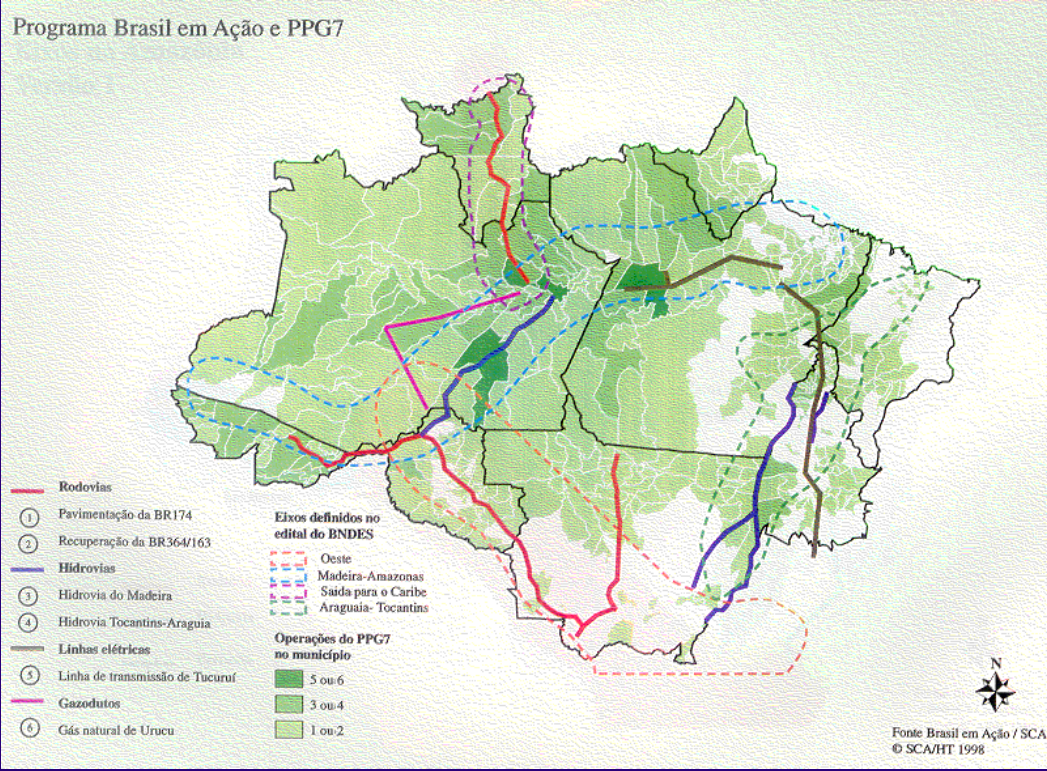 Programa Brasil em Ação e PPG7
Rodovias
1 Pavimentação da BR174
2 Recuperação da BR364/163
Hidrovias
3 Hidrovia do Madeira
4 Hidrovia Tocantins-Araguia
Linhas elétricas
5 Linha de transmissão de Tucuruí
Gazodutos
6 Gás natural de Urucu
Eixos definidos no
edital do BNDES
Oeste
Madeira-Amazonas
Saida para o Caribe
Araguaia- Tocantins
Operações do PPG7
no município
5 ou 6
3 ou 4
1 ou 2
N
Fonte Brasil em Ação / SCA
© SCA/HT 1998